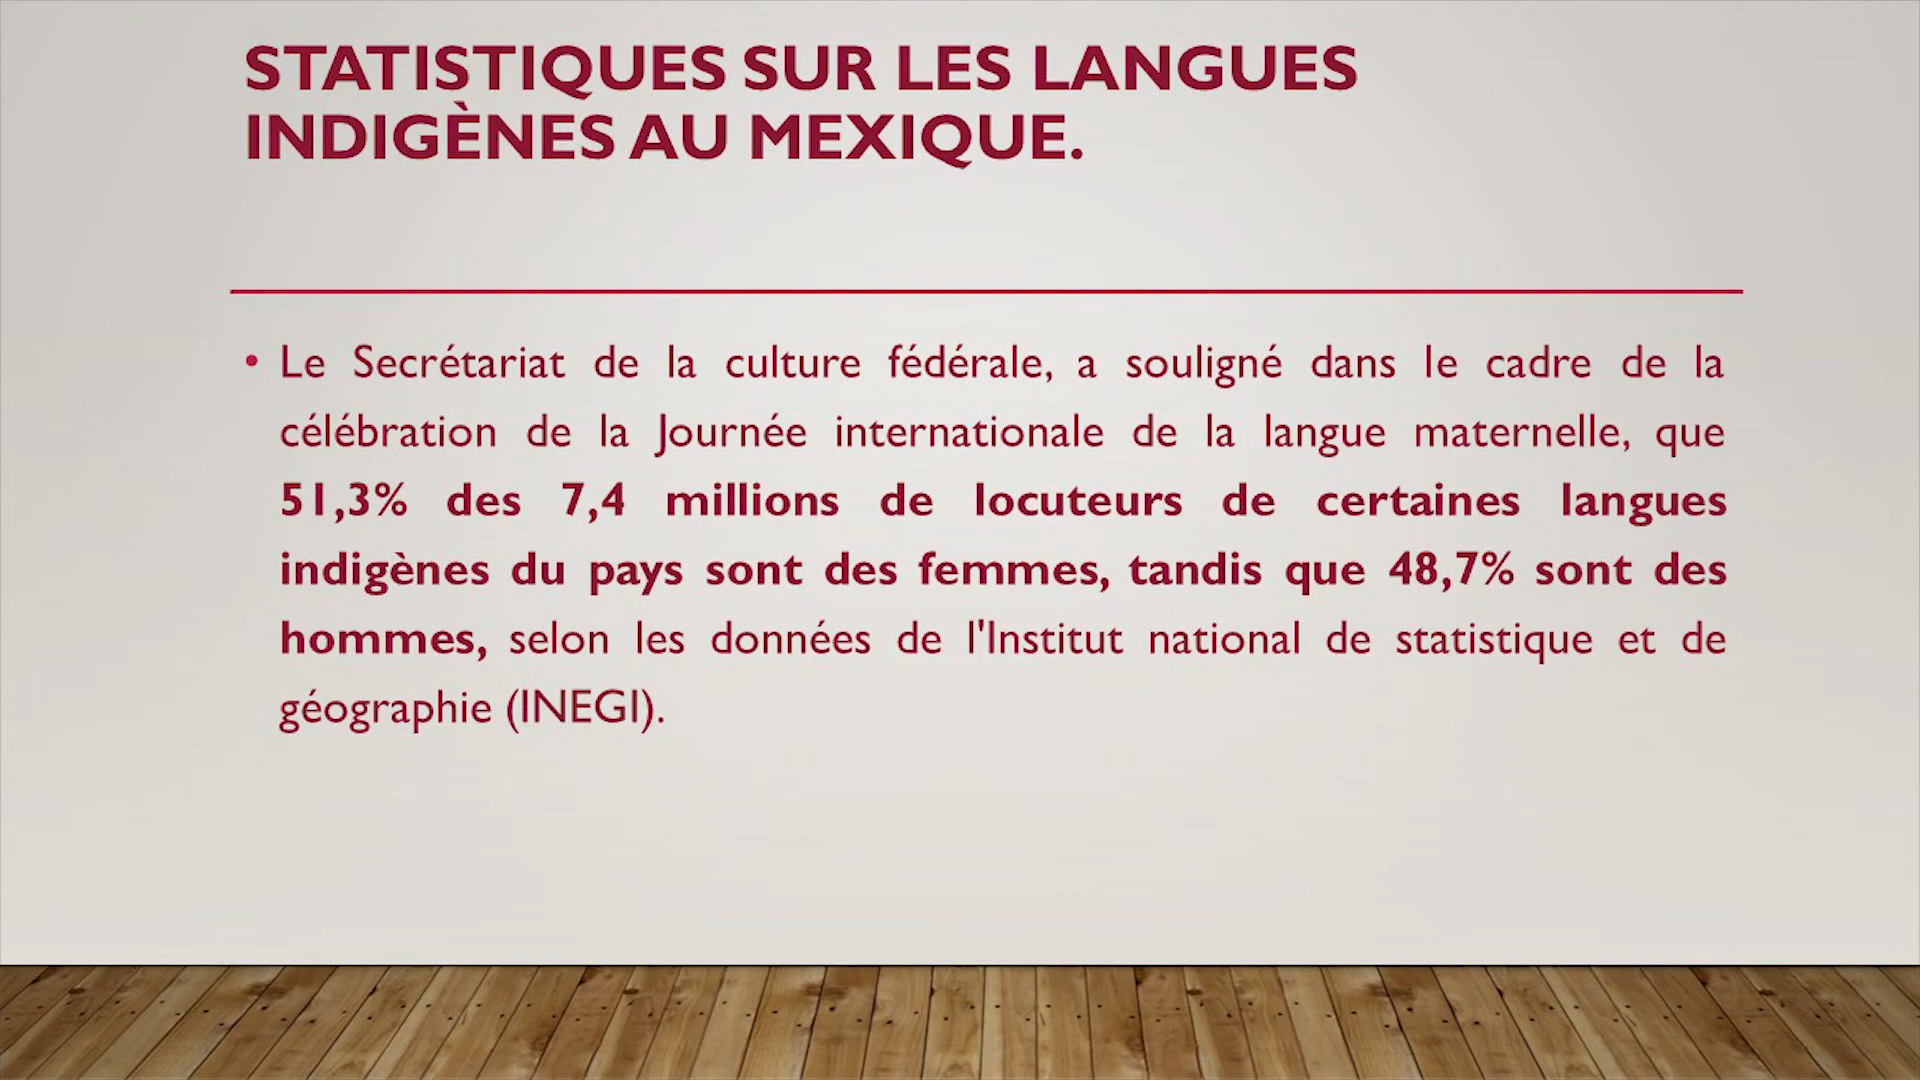 STATISTIQUES SUR LES LANGUES
INDIGÈNES AU MEXIQUE.
• Le Secrétariat de la culture fédérale, a souligné dans le cadre de la
célébration de la Journée internationale de la langue maternelle, que
51,3% des 7,4 millions de locuteurs de certaines langues
indigènes du pays sont des femmes, tandis que 48,7% sont des
hommes, selon les données de l'Institut national de statistique et de
géographie (INEGI).